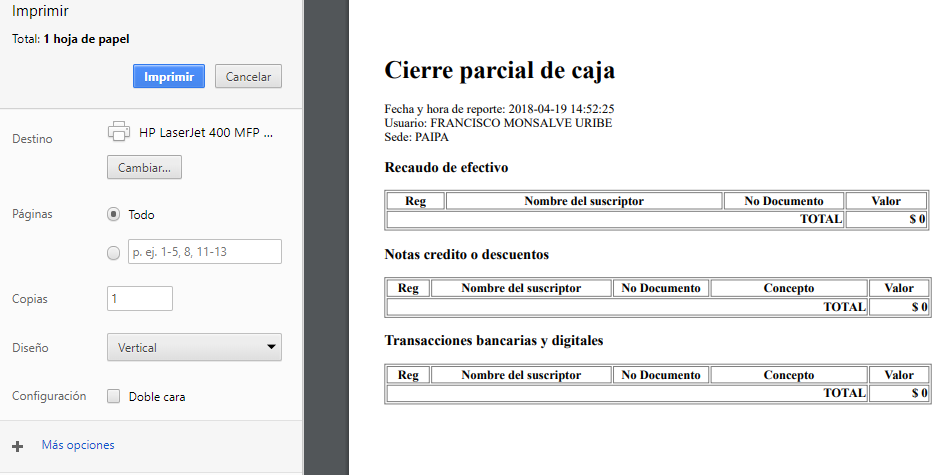 Imprimir
Total: 1 hoja de papel
Imprimir Cancelar
Destino HP LaserJet 400 MFP ...
Cambiar...
Páginas Todo
p. ej. 1-5, 8, 11-13
Copias 1
Diseño Vertical
Configuración Doble cara
Más opciones
Cierre parcial de caja
Fecha y hora de reporte: 2018-04-19 14:52:25
Usuario: FRANCISCO MONSALVE URIBE
Sede: PAIPA
Recaudo de efectivo
Reg Nombre del suscriptor No Documento Valor
TOTAL $ 0
Notas credito o descuentos
Reg Nombre del suscriptor No Documento Concepto Valor
TOTAL $ 0
Transacciones bancarias y digitales
Reg Nombre del suscriptor No Documento Concepto Valor
TOTAL $ 0